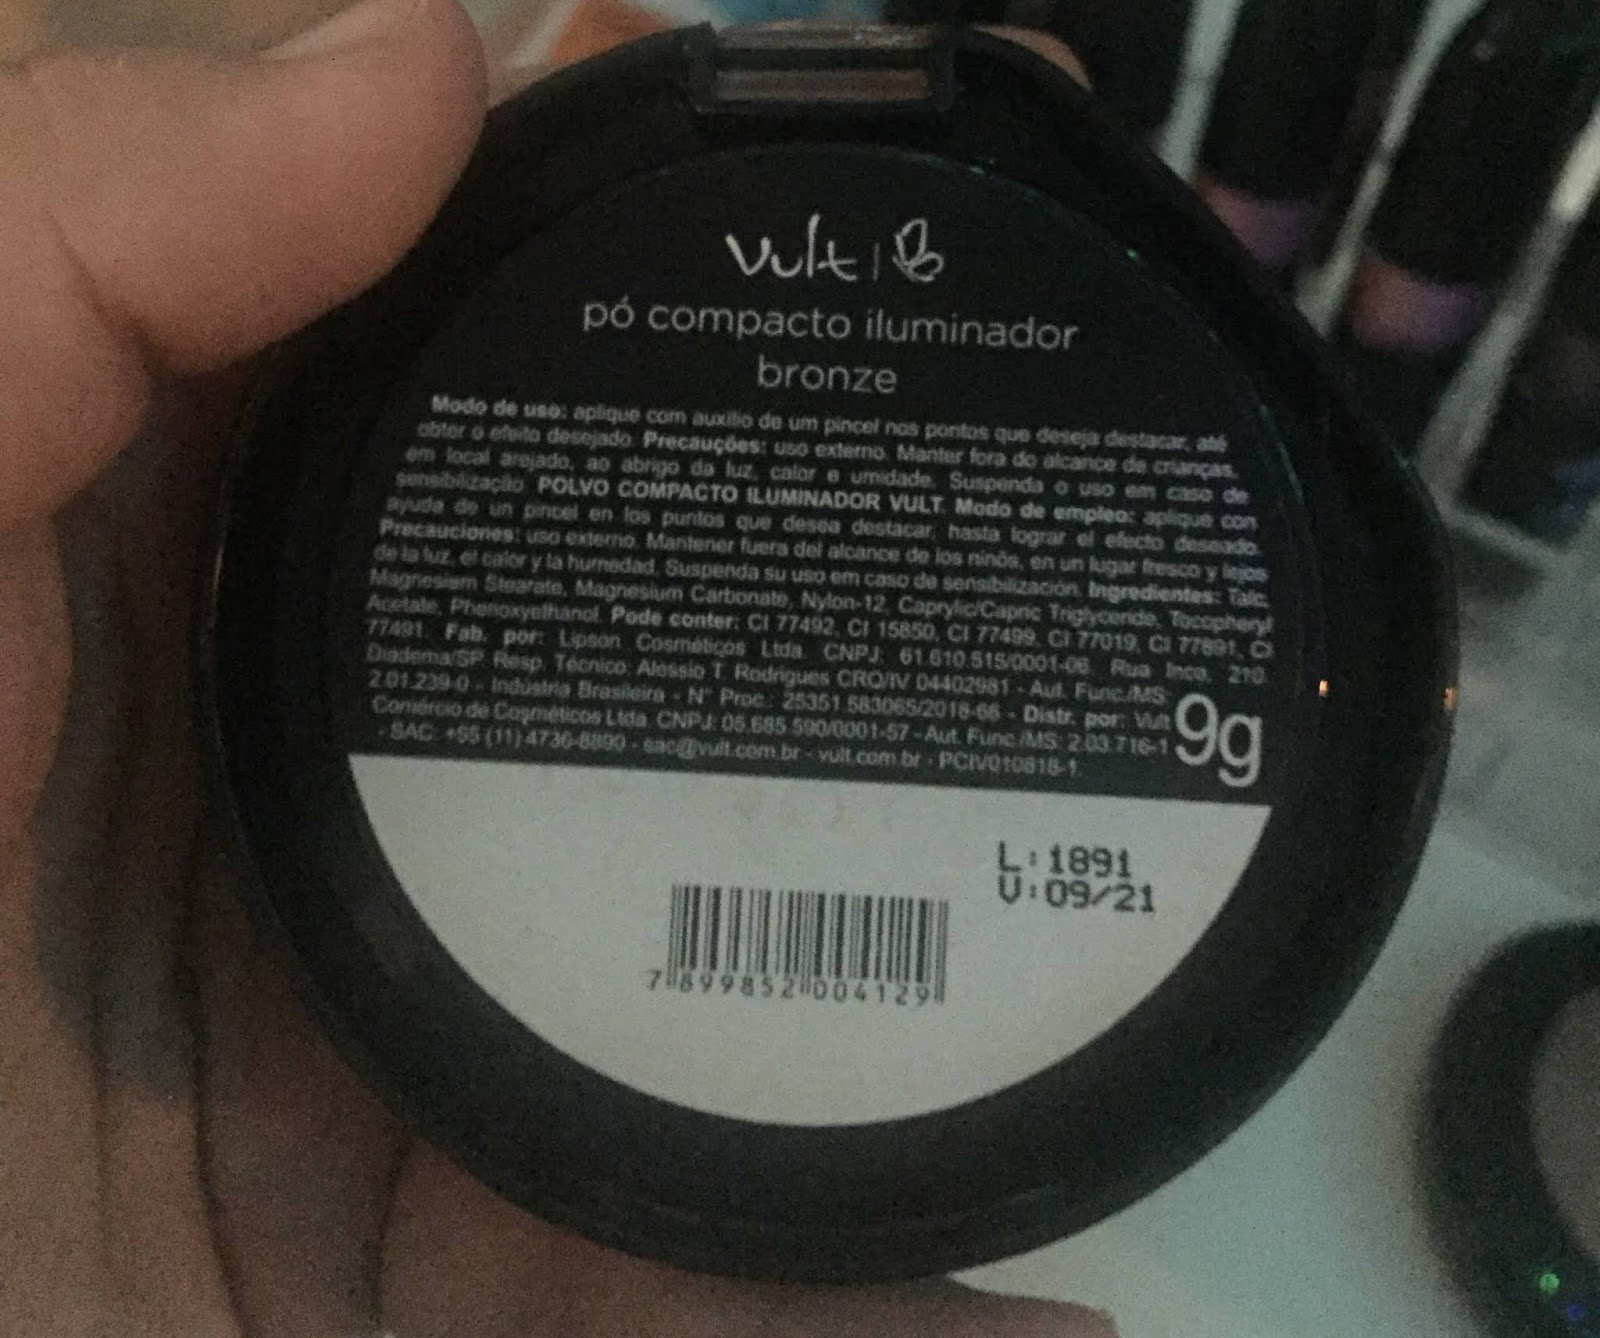 vult
pó compacto iluminador
bronze
Modo de uso: aplique com auxílio de um pincel nos pontos que deseja destacar, até
obter o efeito desejado. Precauções: uso externo. Manter fora do alcance de crianças,
em local arejado, ao abrigo da luz, calor e umidade. Suspenda o uso em caso de
sensibilização. POLVO COMPACTO ILUMINADOR VULT. Modo de empleo: aplique con
ayuda de un pincel en los puntos que desea destacar, hasta lograr el efecto deseado.
Precauciones: uso externo. Mantener fuera del alcance de los ninõs, en un lugar fresco y lejos
de la luz, el calor y la humedad. Suspenda su uso em caso de sensibilización. Ingredientes: Talc,
Magnesium Stearate, Magnesium Carbonate, Nylon-12, Caprylic/Capric Triglyceride, Tocopheryl
Acetate, Phenoxyethanol. Pode conter: CI 77492, CI 15850, CI 77499, CI 77019, CI 77891, CI
77491. Fab. por: Lipson Cosméticos Ltda. CNPJ: 61.610.515/0001-06. Rua Inca, 210.
Diadema/SP. Resp. Técnico: Alessio T. Rodrigues CRQ/IV 04402981 - Aut. Func./MS:
2.01.239-0 - Indústria Brasileira - N° Proc.: 25351.583065/2018-66 - Distr. por: Vult
Comércio de Cosméticos Ltda. CNPJ: 06.685.590/0001-57 - Aut. Func./MS: 2.03.716-1
- SAC: +55 (11) 4736-8890 - sac@vult.com.br - vult.com.br - PCIV010818-1.
9g
L:1891
V:09/21
7 899852 004129